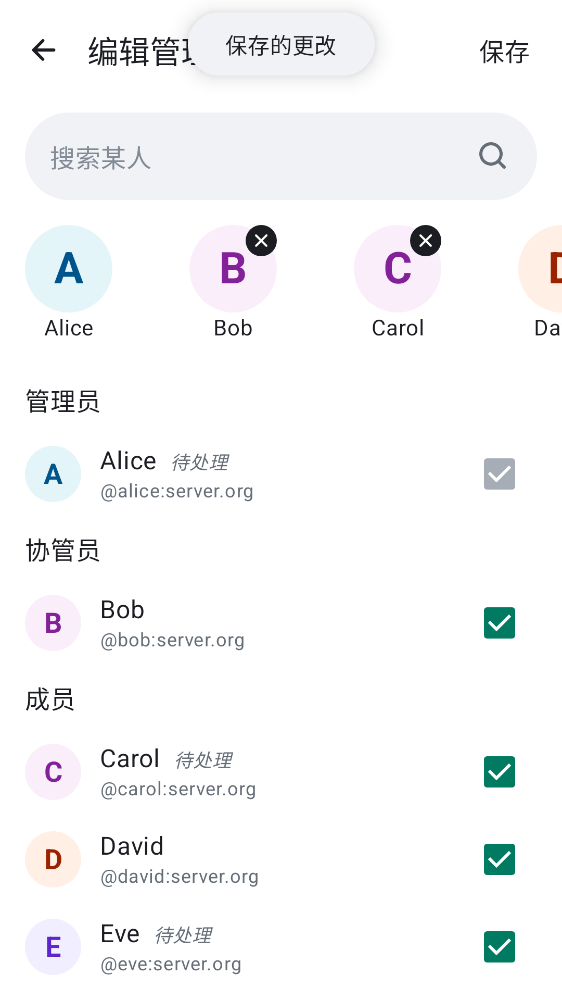 编辑管理
保存的更改
保存
搜索某人
A B C D
Alice Bob Carol Da
管理员
A Alice 待处理
@alice:server.org
协管员
B Bob
@bob:server.org
成员
C Carol 待处理
@carol:server.org
D David
@david:server.org
E Eve 待处理
@eve:server.org